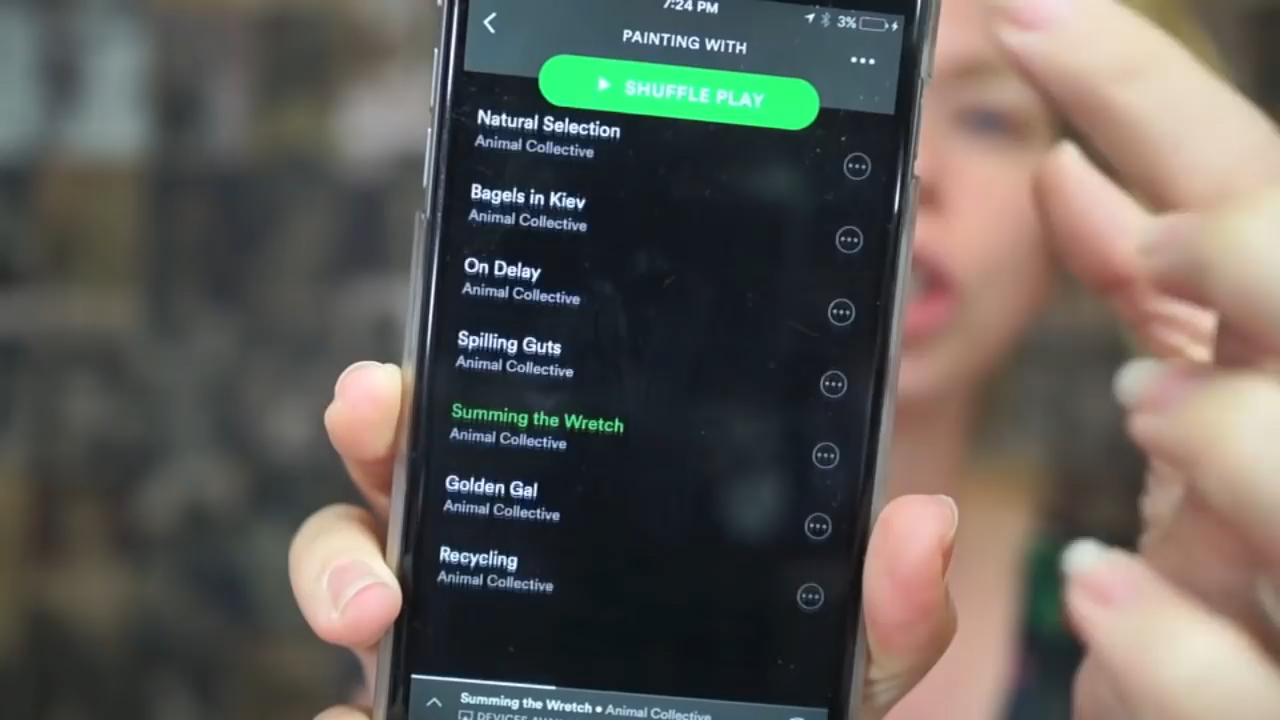 7:24 PM
3%
PAINTING WITH
SHUFFLE PLAY
Natural Selection
Animal Collective
Bagels in Kiev
Animal Collective
On Delay
Animal Collective
Spilling Guts
Animal Collective
Summing the Wretch
Animal Collective
Golden Gal
Animal Collective
Recycling
Animal Collective
Summing the Wretch • Animal Collective
DEVICES